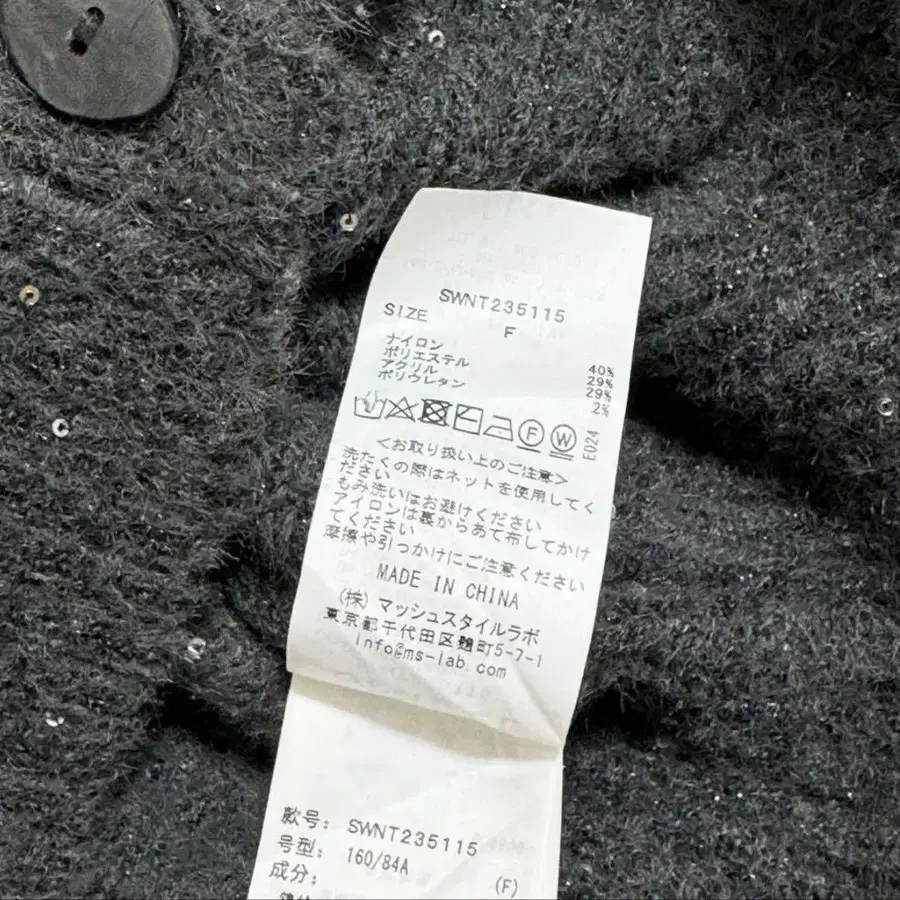 SWNT235115
SIZE F
ナイロン 40%
ポリエステル 29%
アクリル 29%
ポリウレタン 2%
F W E024
<お取り扱い上のご注意>
洗たくの際はネットを使用してく
ださい
もみ洗いはお避けください
アイロンは裏からあて布してかけ
てください
摩擦や引っかけにご注意ください
MADE IN CHINA
(株)マッシュスタイルラボ
東京都千代田区麹町5-7-1
info@ms-lab.com
款号: SWNT235115
号型: 160/84A (F)
成分: